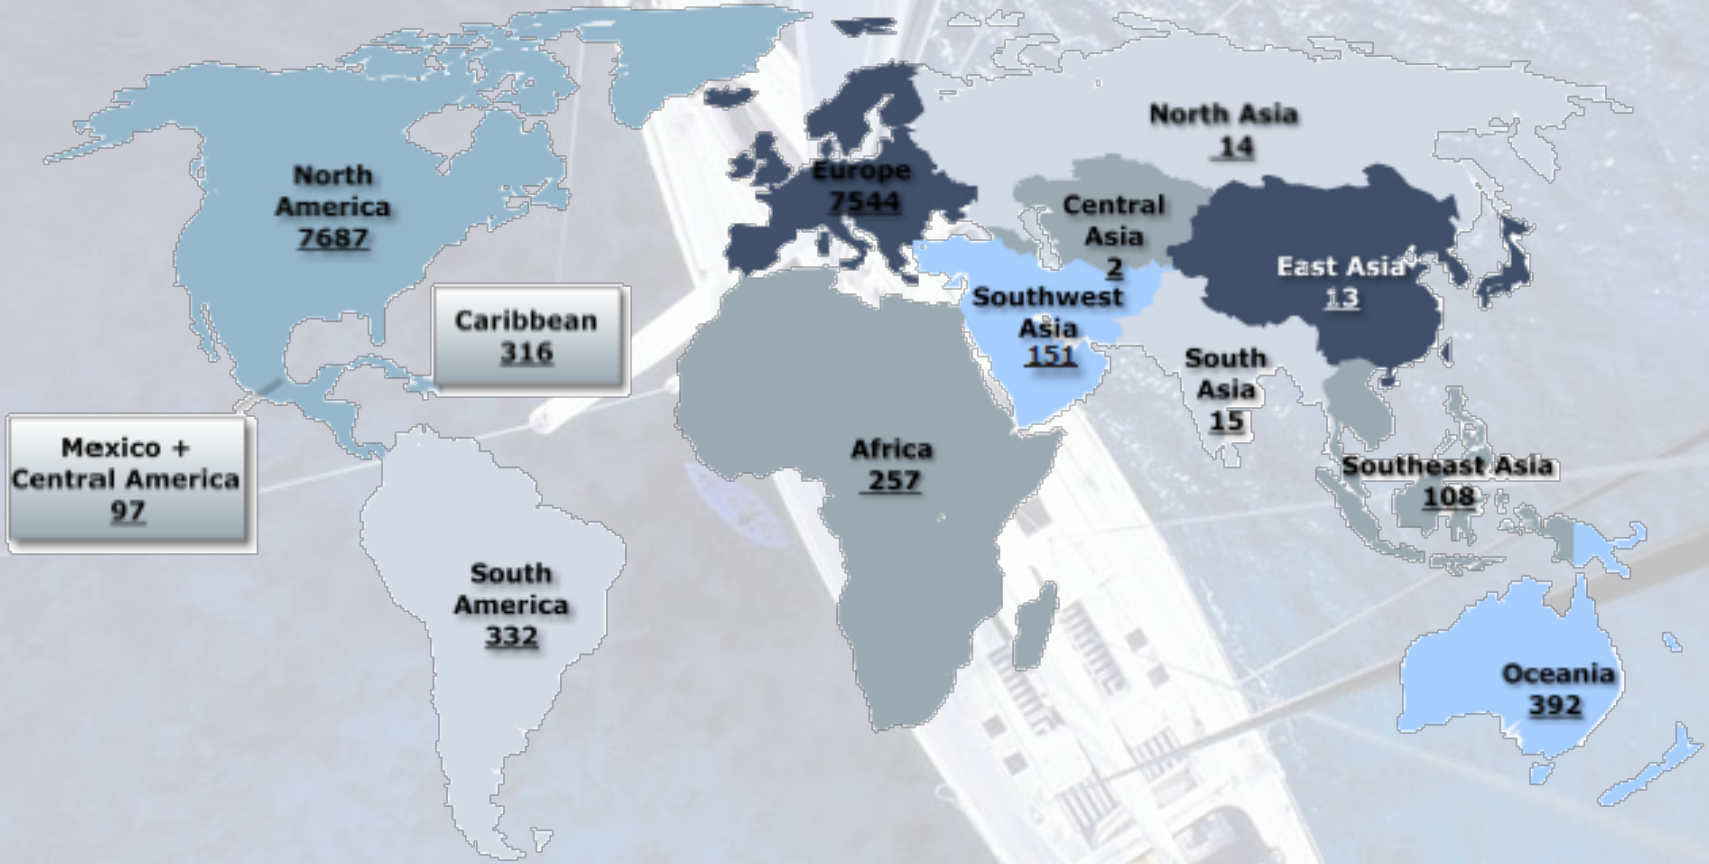 North
America
7687
Caribbean
316
Mexico +
Central America
97
South
America
332
Europe
7544
Africa
257
North Asia
14
Central
Asia
2
East Asia
13
Southwest
Asia
151
South
Asia
15
Southeast Asia
108
Oceania
392